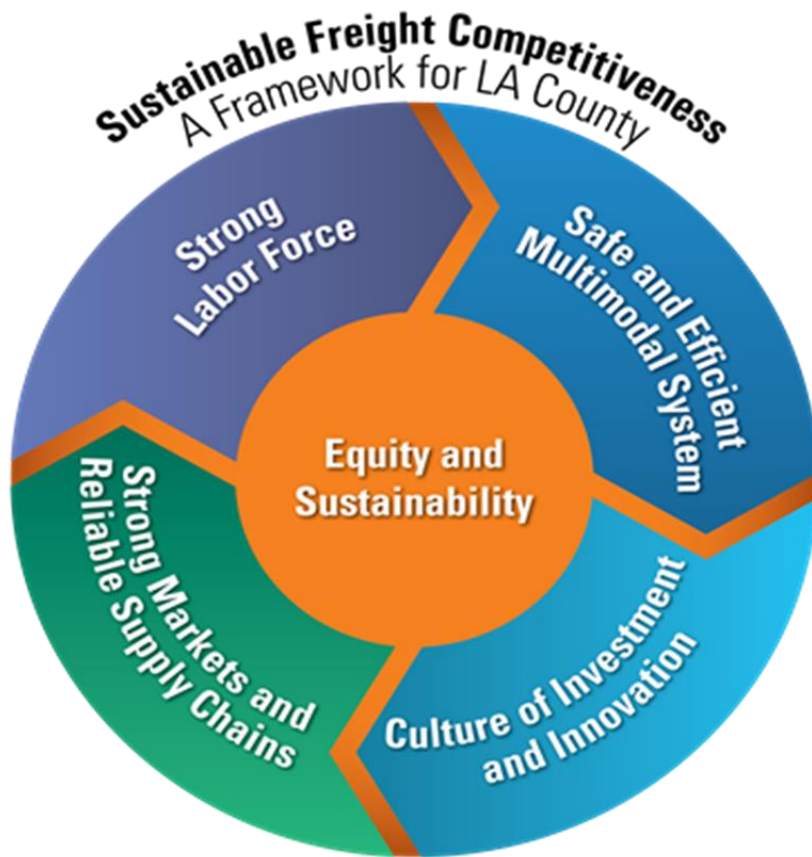 Sustainable Freight Competitiveness
A Framework for LA County
Strong
Labor Force
Safe and Efficient
Multimodal System
Equity and
Sustainability
Strong Markets and
Reliable Supply Chains
Culture of Investment
and Innovation